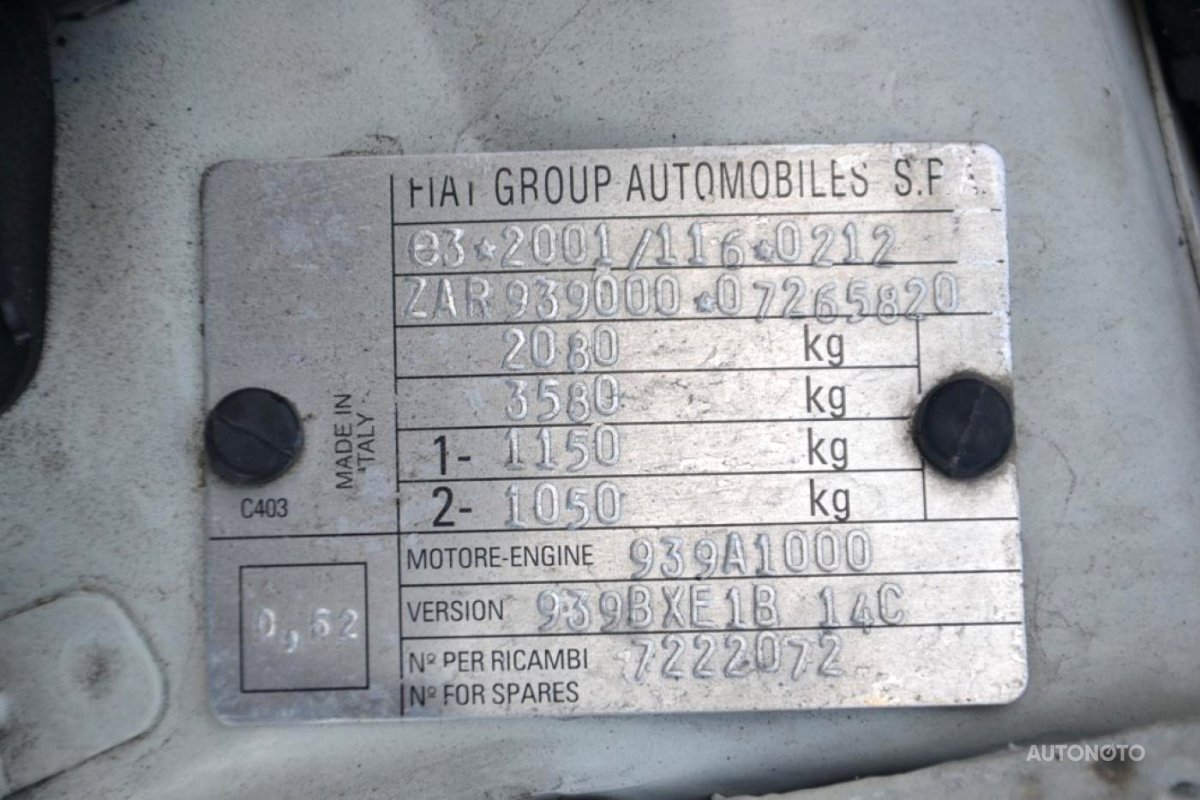 FIAT GROUP AUTOMOBILES S.P.A.
e3*2001/116*0212
ZAR939000*07265820
2080 kg
3580 kg
1- 1150 kg
2- 1050 kg
MADE IN
ITALY
C403
MOTORE-ENGINE 939A1000
VERSION 939BXE1B 14C
0,62
Nº PER RICAMBI 7222072
Nº FOR SPARES
AUTONOTO